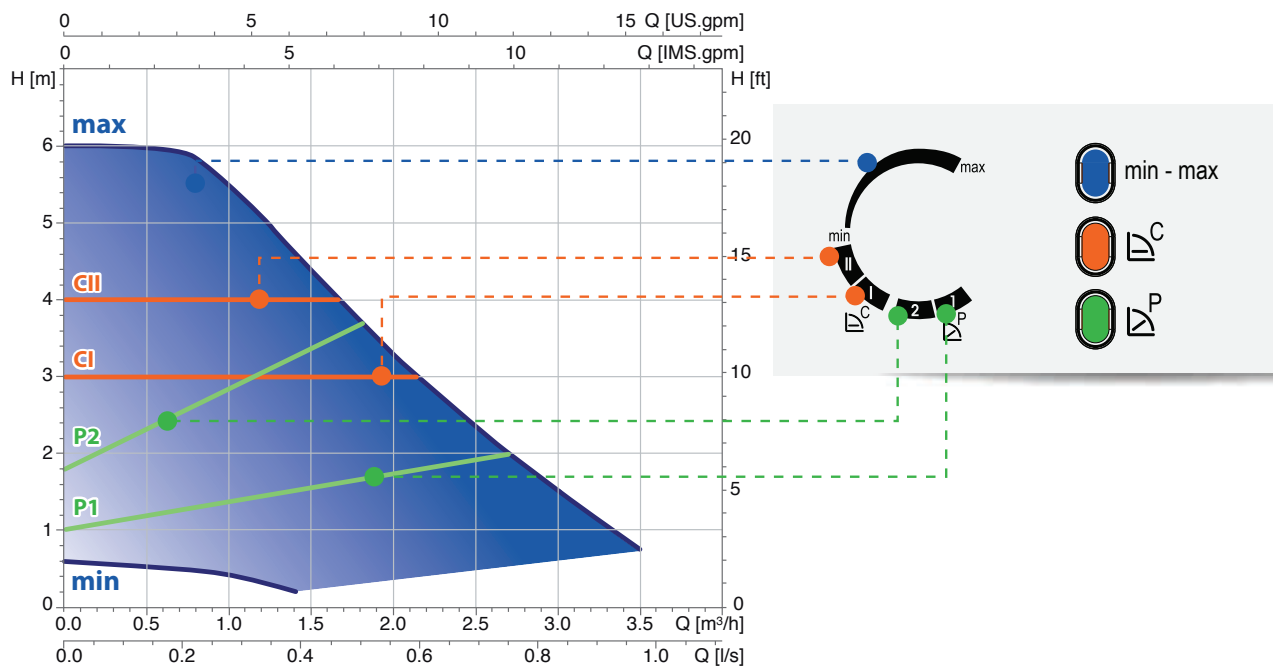 0 5 10 15 Q [US.gpm]
0 5 10 Q [IMS.gpm]
H [m] H [ft]
max
6 20
5
15
CII
4
CI
3 10
P2
2
5
P1
1
min
0 0
0.0 0.5 1.0 1.5 2.0 2.5 3.0 3.5 Q [m³/h]
0.0 0.2 0.4 0.6 0.8 1.0 Q [l/s]
max
min
II
I
C
2
1
P
min - max
C
P